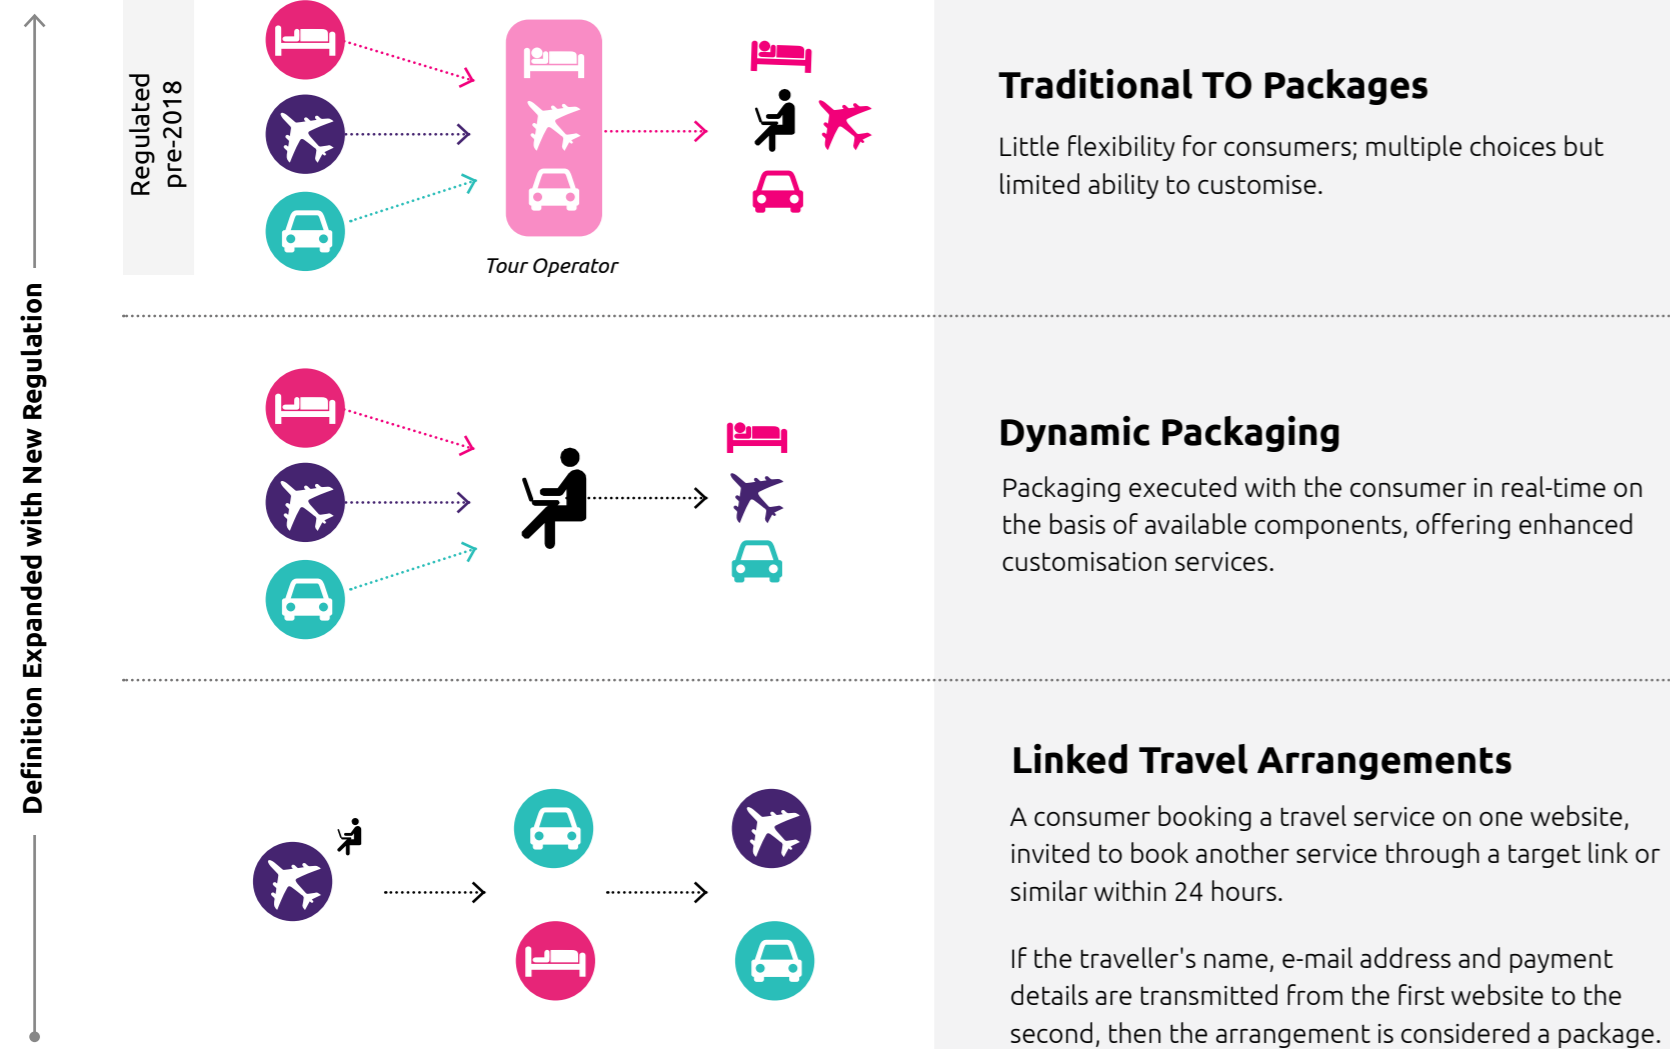 Definition Expanded with New Regulation
Regulated
pre-2018
Tour Operator
Traditional TO Packages
Little flexibility for consumers; multiple choices but
limited ability to customise.
Dynamic Packaging
Packaging executed with the consumer in real-time on
the basis of available components, offering enhanced
customisation services.
Linked Travel Arrangements
A consumer booking a travel service on one website,
invited to book another service through a target link or
similar within 24 hours.
If the traveller's name, e-mail address and payment
details are transmitted from the first website to the
second, then the arrangement is considered a package.